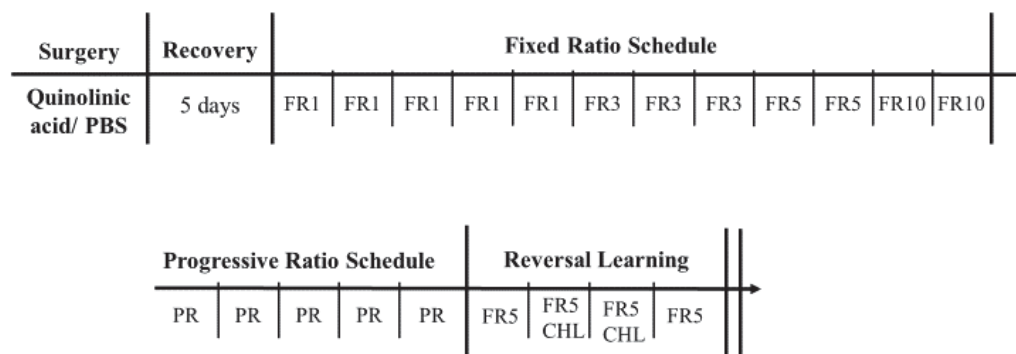 Surgery Recovery Fixed Ratio Schedule
Quinolinic acid/ PBS 5 days FR1 FR1 FR1 FR1 FR1 FR3 FR3 FR3 FR5 FR5 FR10 FR10
Progressive Ratio Schedule Reversal Learning
PR PR PR PR PR FR5 FR5 CHL FR5 CHL FR5